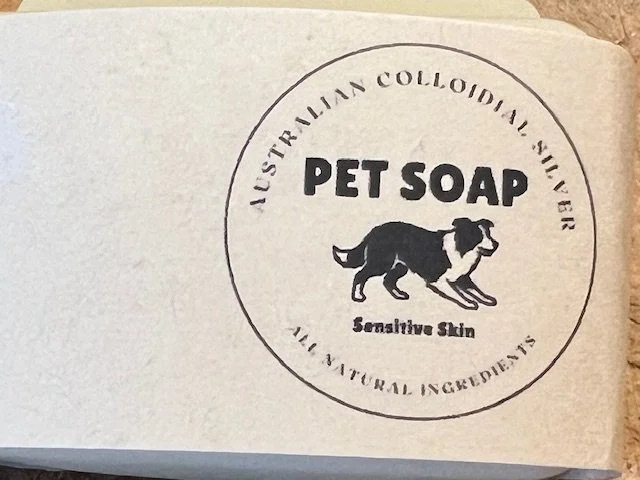 AUSTRALIAN COLLOIDIAL SILVER
PET SOAP
Sensitive Skin
ALL NATURAL INGREDIENTS